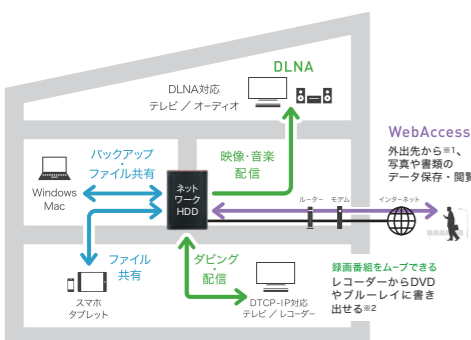 DLNA
DLNA対応
テレビ ／ オーディオ
WebAccess
外出先から※1、
写真や書類の
データ保存・閲覧
バックアップ
・
ファイル共有
映像・音楽
配信
Windows
Mac
ネット
ワーク
HDD
ルーター
モデム
インターネット
ファイル
共有
ダビング
・
配信
スマホ
タブレット
DTCP-IP対応
テレビ ／ レコーダー
録画番組をムーブできる
レコーダーからDVD
やブルーレイに書き
出せる※2